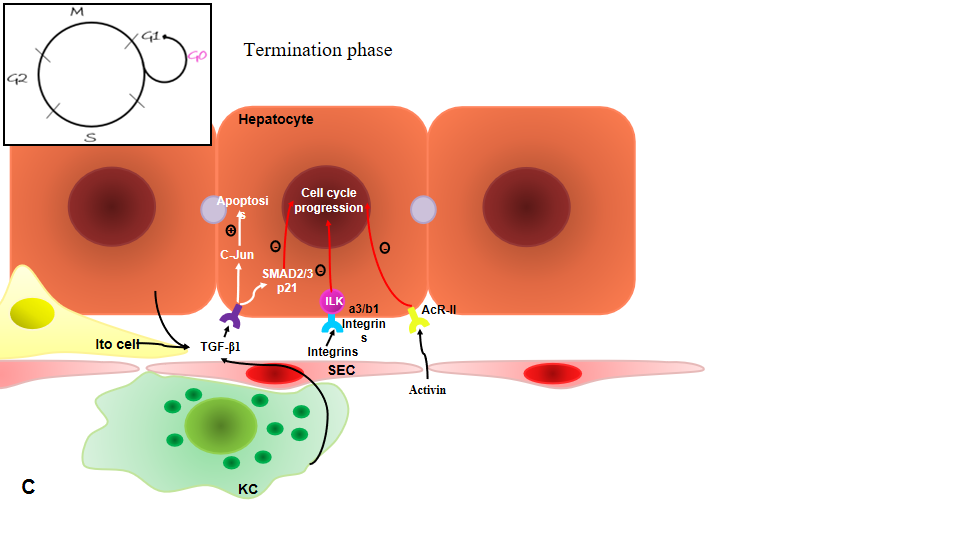 M
G1
G0
G2
S
Termination phase
Hepatocyte
Apoptosi
s
Cell cycle
progression
+
-
-
-
C-Jun
SMAD2/3
p21
ILK
a3/b1
Integrin
s
AcR-II
Ito cell
TGF-β1
Integrins
SEC
Activin
C
KC